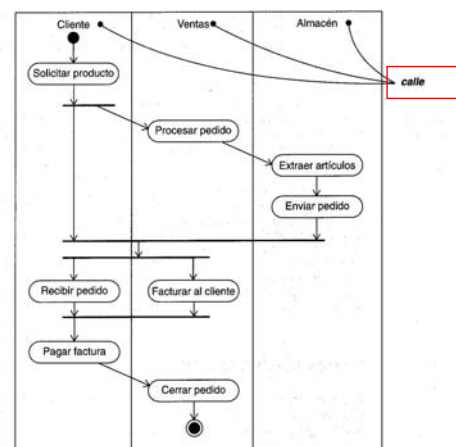 Cliente Ventas Almacén
calle
Solicitar producto
Procesar pedido
Extraer artículos
Enviar pedido
Recibir pedido Facturar al cliente
Pagar factura
Cerrar pedido